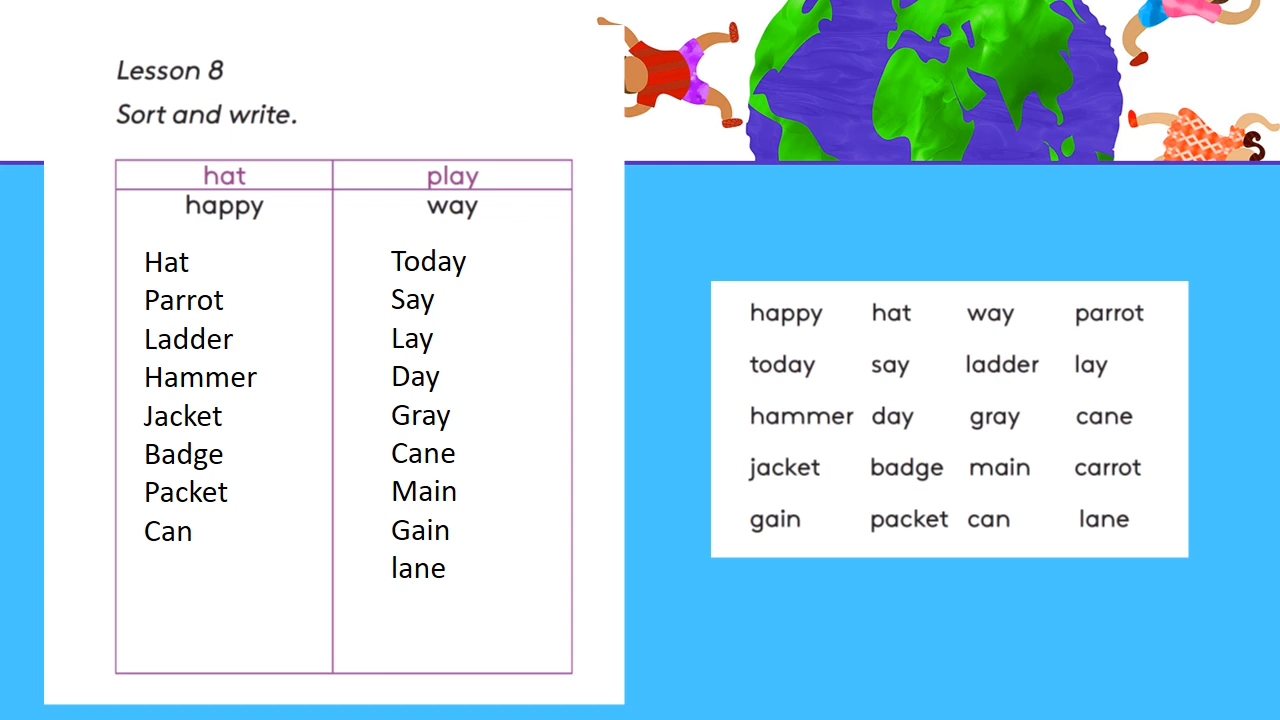 Lesson 8
Sort and write.
hat play
happy way
Hat Today
Parrot Say
Ladder Lay
Hammer Day
Jacket Gray
Badge Cane
Packet Main
Can Gain
lane
happy hat way parrot
today say ladder lay
hammer day gray cane
jacket badge main carrot
gain packet can lane